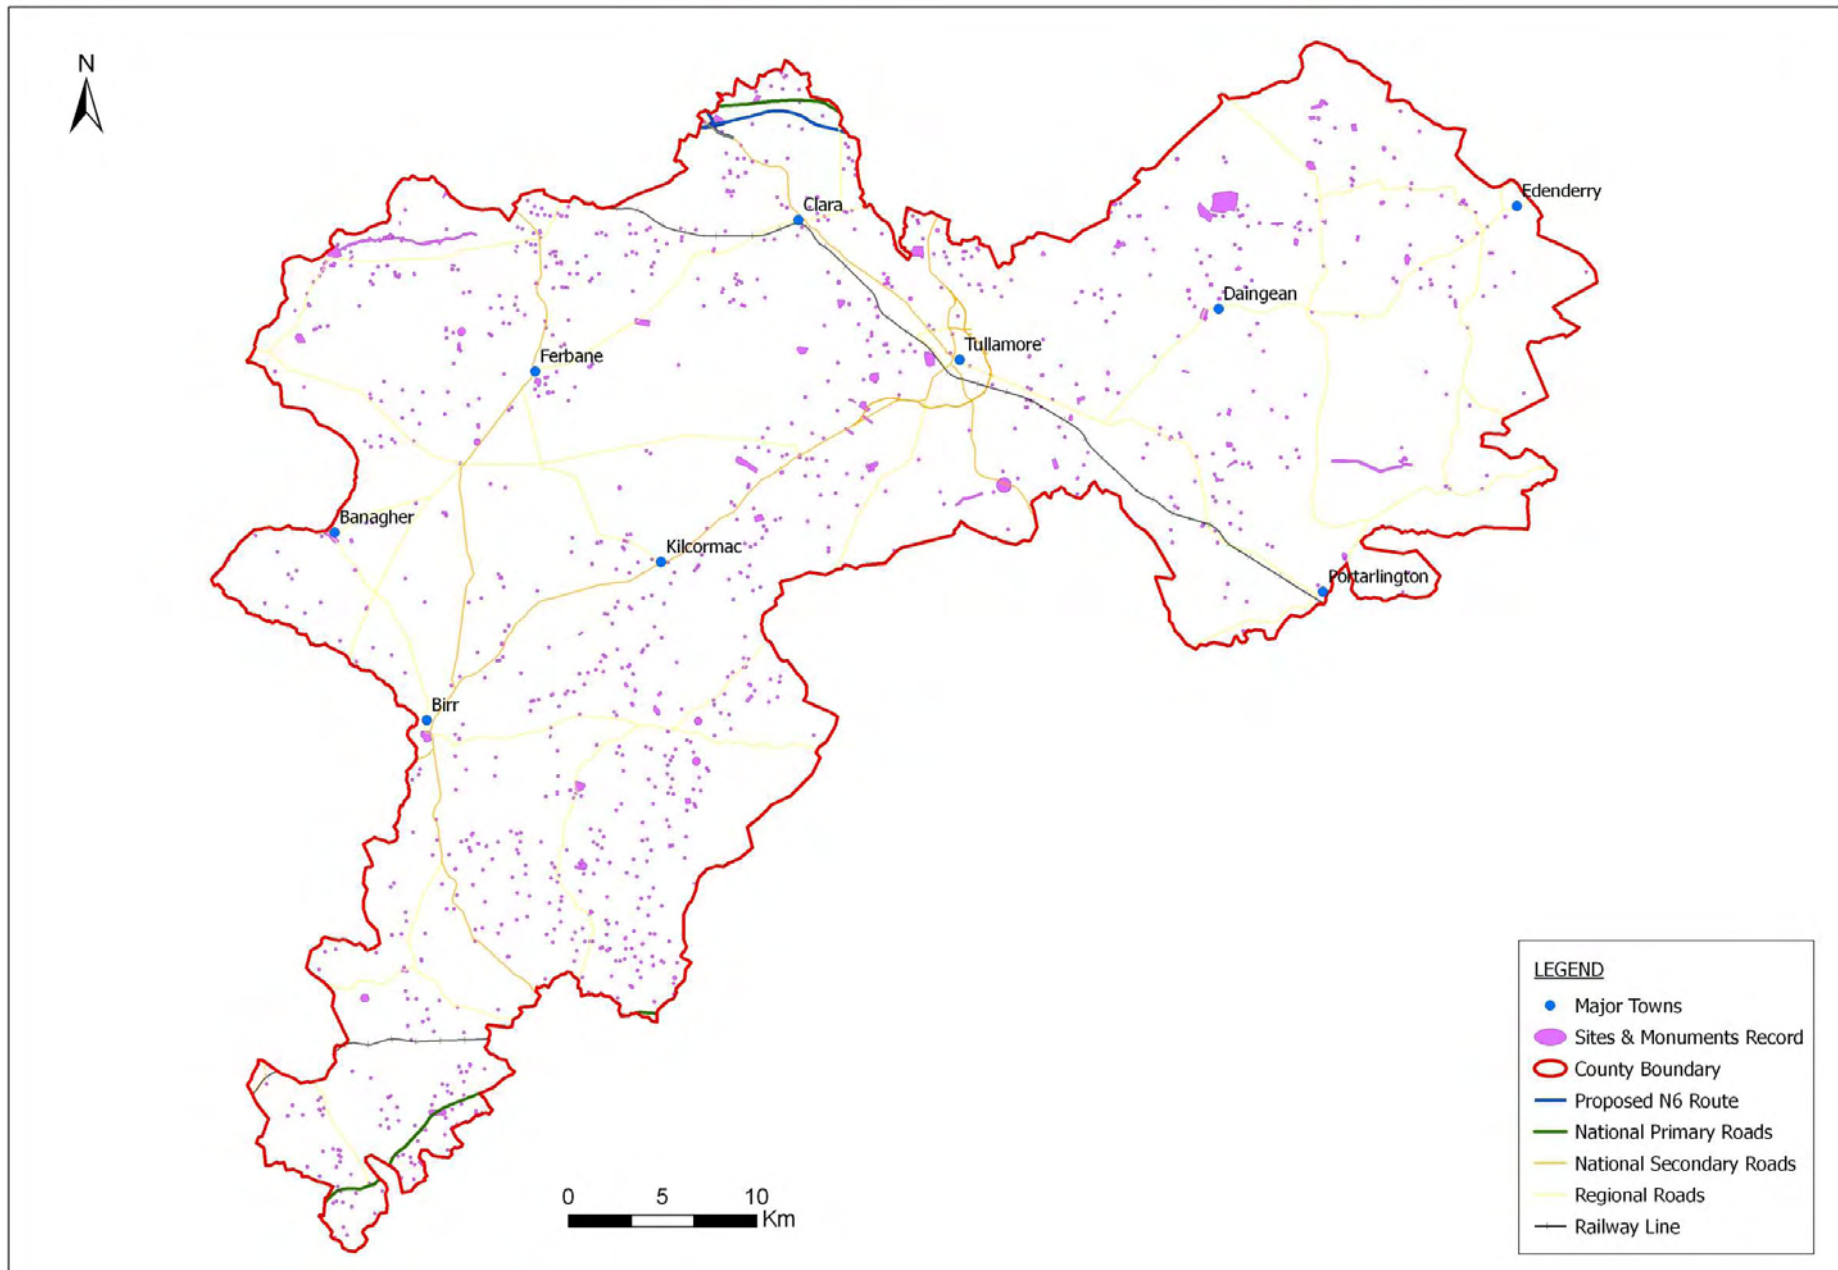 N
Clara
Edenderry
Daingean
Tullamore
Ferbane
Banagher
Kilcormac
Portarlington
Birr
LEGEND
Major Towns
Sites & Monuments Record
County Boundary
Proposed N6 Route
National Primary Roads
National Secondary Roads
Regional Roads
Railway Line
0 5 10
Km